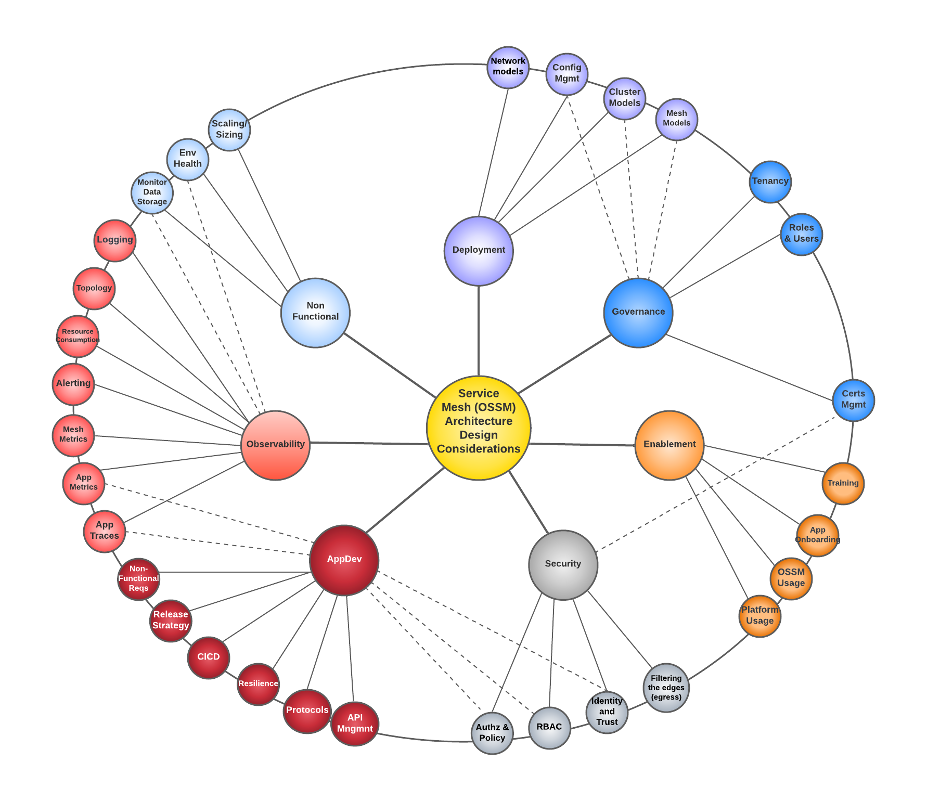 Network
models
Config
Mgmt
Cluster
Models
Mesh
Models
Scaling/
Sizing
Env
Health
Monitor
Data
Storage
Tenancy
Roles
& Users
Logging
Topology
Resource
Consumption
Alerting
Mesh
Metrics
App
Metrics
App
Traces
Deployment
Non
Functional
Governance
Service
Mesh (OSSM)
Architecture
Design
Considerations
Observability
Enablement
Certs
Mgmt
Training
App
Onboarding
OSSM
Usage
Platform
Usage
AppDev
Security
Non-
Functional
Reqs
Release
Strategy
CICD
Resilience
Protocols
API
Mngmnt
Authz &
Policy
RBAC
Identity
and
Trust
Filtering
the edges
(egress)